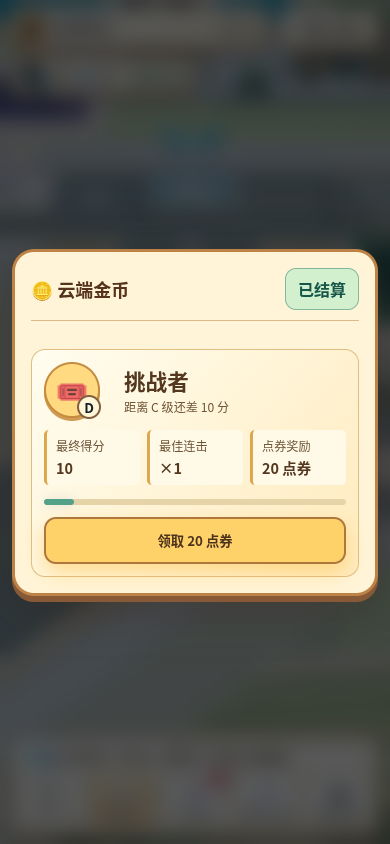 云端金币
已结算
D
挑战者
距离 C 级还差 10 分
最终得分
10
最佳连击
×1
点券奖励
20 点券
领取 20 点券